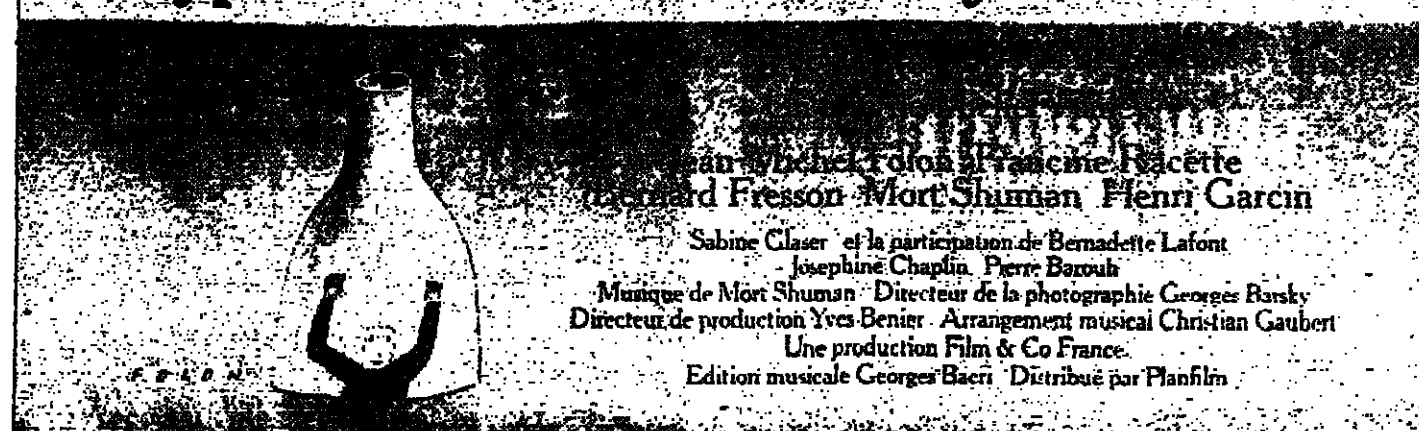 Jean-Michel Folon Francine Racette
Bernard Fresson Mort Shuman Henri Garcin
Sabine Glaser et la participation de Bernadette Lafont
Josephine Chaplin Pierre Barouh
Musique de Mort Shuman Directeur de la photographie Georges Barsky
Directeur de production Yves Benier Arrangement musical Christian Gaubert
Une production Film & Co France
Edition musicale Georges Bacri Distribué par Planfilm
FOLON